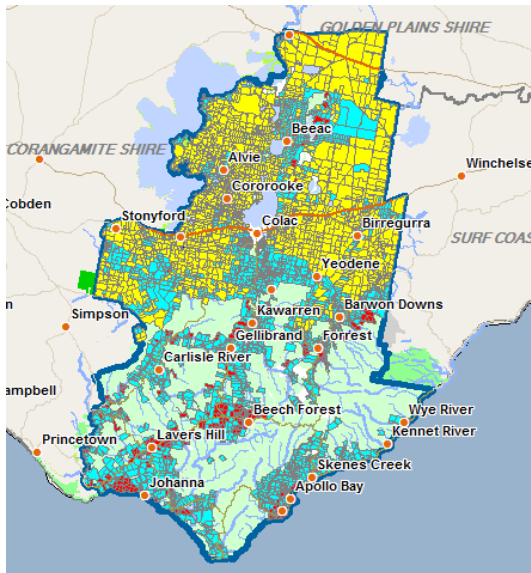 GOLDEN PLAINS SHIRE
Beeac
CORANGAMITE SHIRE
Alvie
Winchelse
Cororooke
Cobden
Stonyford
Colac
Birregurra
SURF COAS
Yeodene
Simpson
Kawarren
Barwon Downs
Gellibrand
Forrest
Carlisle River
ampbell
Beech Forest
Wye River
Princetown
Lavers Hill
Kennet River
Skenes Creek
Johanna
Apollo Bay